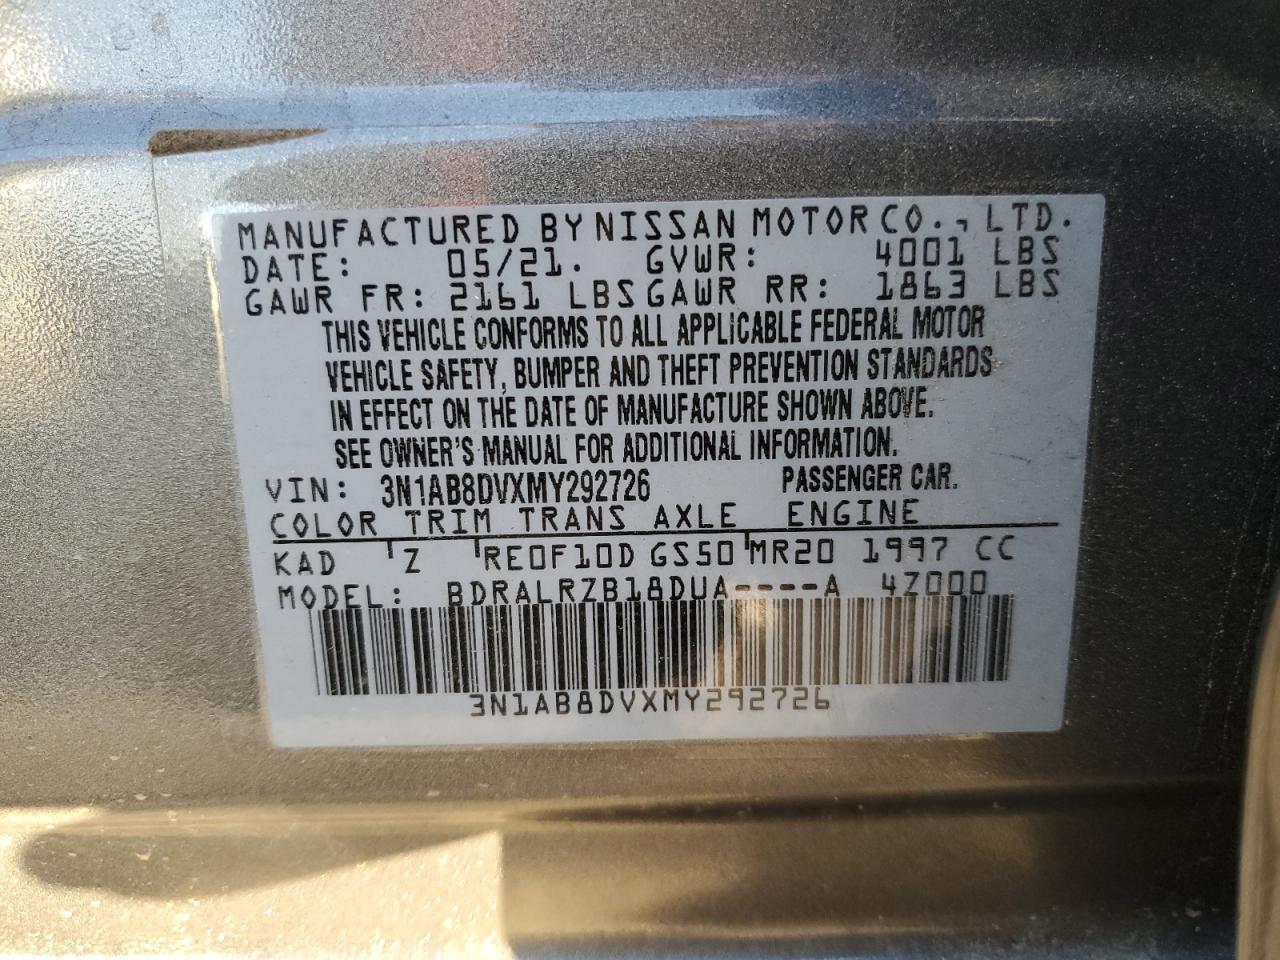 MANUFACTURED BY NISSAN MOTOR CO., LTD.
DATE: 05/21. GVWR: 4001 LBS
GAWR FR: 2161 LBS GAWR RR: 1863 LBS
THIS VEHICLE CONFORMS TO ALL APPLICABLE FEDERAL MOTOR
VEHICLE SAFETY, BUMPER AND THEFT PREVENTION STANDARDS
IN EFFECT ON THE DATE OF MANUFACTURE SHOWN ABOVE.
SEE OWNER'S MANUAL FOR ADDITIONAL INFORMATION.
VIN: 3N1AB8DVXMY292726 PASSENGER CAR.
COLOR TRIM TRANS AXLE ENGINE
KAD Z RE0F10D GS50 MR20 1997 CC
MODEL: BDRALRZB18DUA----A 4Z000
3N1AB8DVXMY292726